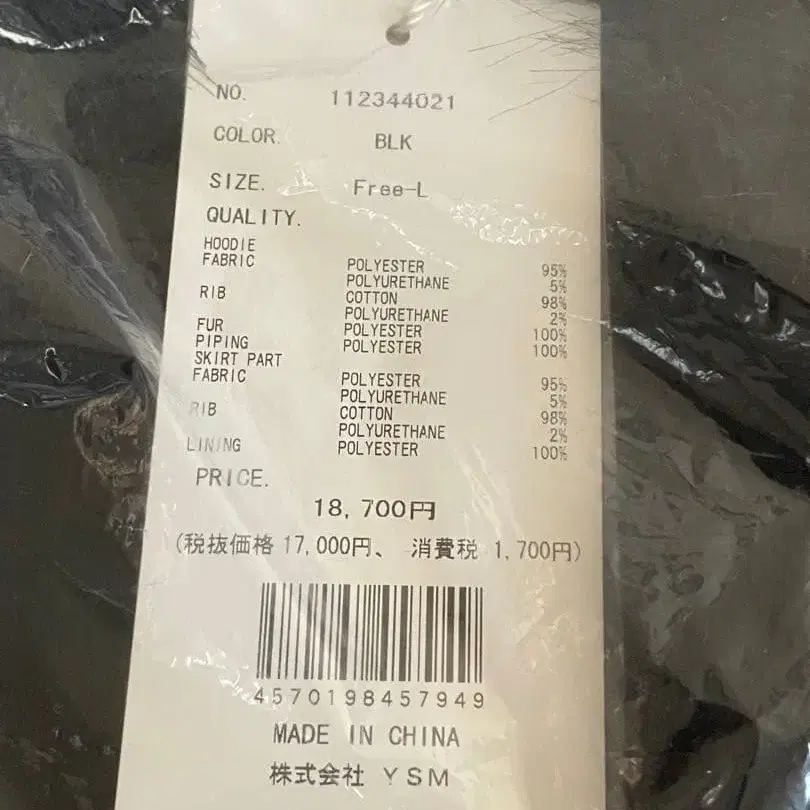 NO. 112344021
COLOR. BLK
SIZE. Free-L
QUALITY.
HOODIE
FABRIC POLYESTER 95%
POLYURETHANE 5%
RIB COTTON 98%
POLYURETHANE 2%
FUR POLYESTER 100%
PIPING POLYESTER 100%
SKIRT PART
FABRIC POLYESTER 95%
POLYURETHANE 5%
RIB COTTON 98%
POLYURETHANE 2%
LINING POLYESTER 100%
PRICE.
18,700円
(税抜価格 17,000円、 消費税 1,700円)
4570198457949
MADE IN CHINA
株式会社 YSM